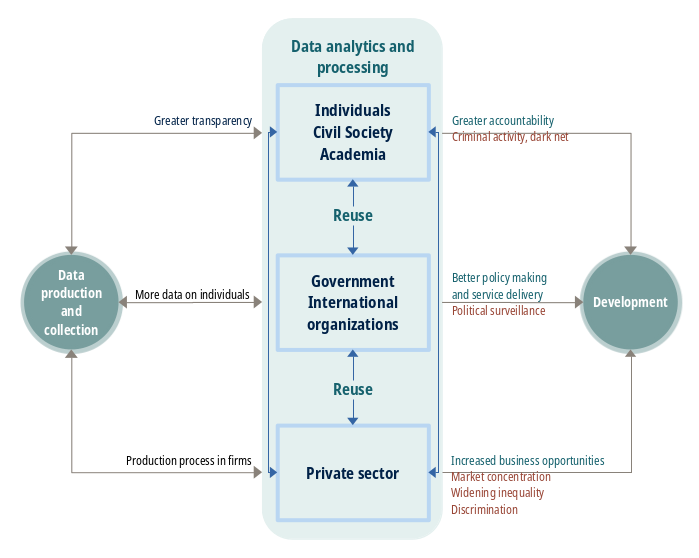 Data analytics and
processing
Individuals
Civil Society
Academia
Greater transparency
Greater accountability
Criminal activity, dark net
Reuse
Data
production
and
collection
More data on individuals
Government
International
organizations
Better policy making
and service delivery
Political surveillance
Development
Reuse
Production process in firms
Private sector
Increased business opportunities
Market concentration
Widening inequality
Discrimination